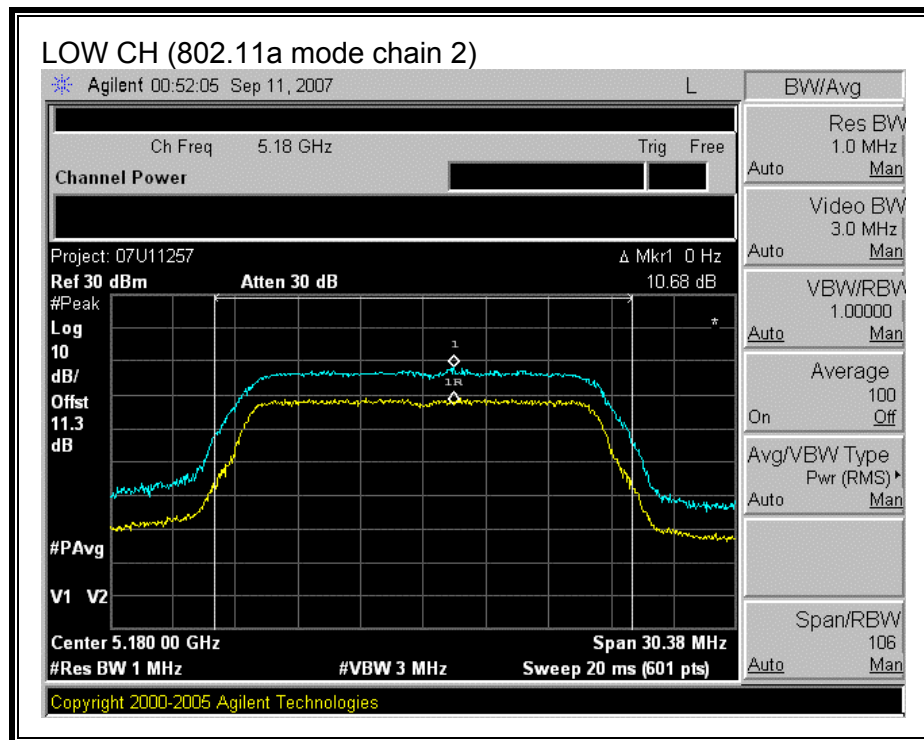 LOW CH (802.11a mode chain 2)
Agilent 00:52:05 Sep 11, 2007 L
Ch Freq 5.18 GHz Trig Free
Channel Power
Project: 07U11257 Δ Mkr1 0 Hz
Ref 30 dBm Atten 30 dB 10.68 dB
#Peak
Log
10
dB/
Offst
11.3
dB
#PAvg
V1 V2
*
1
1R
Center 5.180 00 GHz Span 30.38 MHz
#Res BW 1 MHz #VBW 3 MHz Sweep 20 ms (601 pts)
Copyright 2000-2005 Agilent Technologies
BW/Avg
Res BW
1.0 MHz
Auto Man
Video BW
3.0 MHz
Auto Man
VBW/RBW
1.00000
Auto Man
Average
100
On Off
Avg/VBW Type
Pwr (RMS)
Auto Man
Span/RBW
106
Auto Man